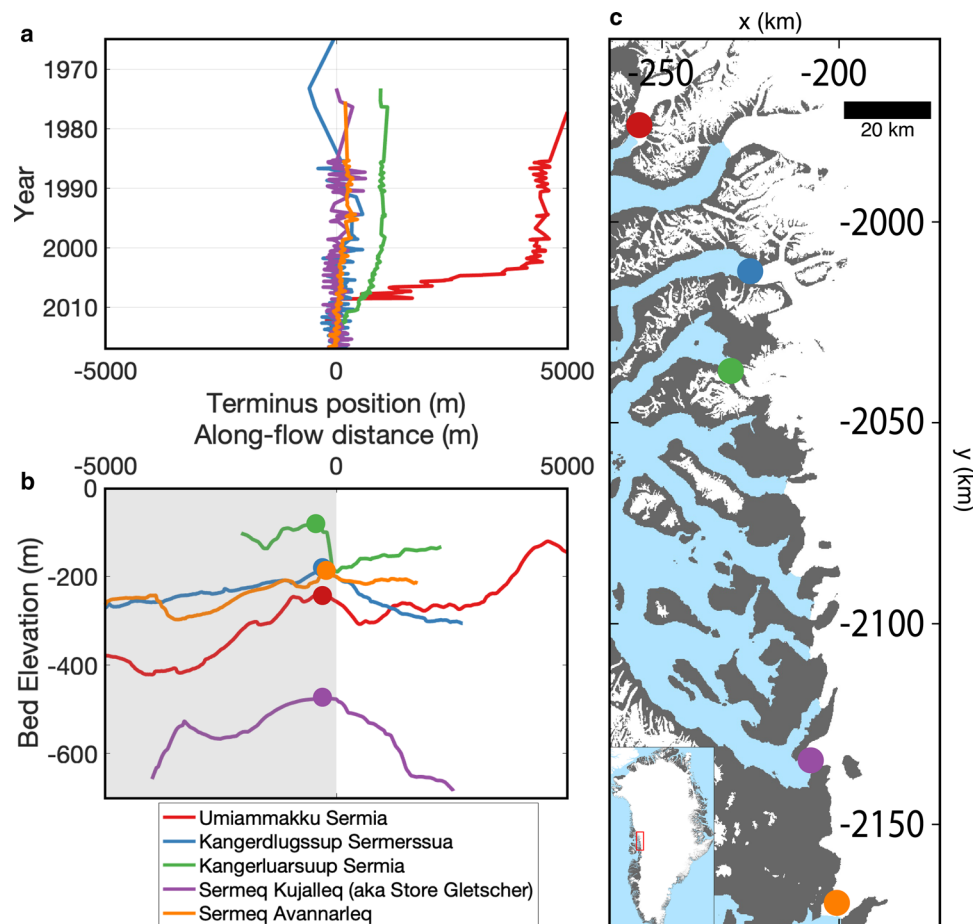 a
Year
1970
1980
1990
2000
2010
-5000
0
5000
Terminus position (m)
Along-flow distance (m)
-5000
0
5000
b
Bed Elevation (m)
0
-200
-400
-600
Umiammakku Sermia
Kangerdlugssup Sermerssua
Kangerluarsuup Sermia
Sermeq Kujalleq (aka Store Gletscher)
Sermeq Avannarleq
c
x (km)
-250
-200
20 km
-2000
-2050
y (km)
-2100
-2150